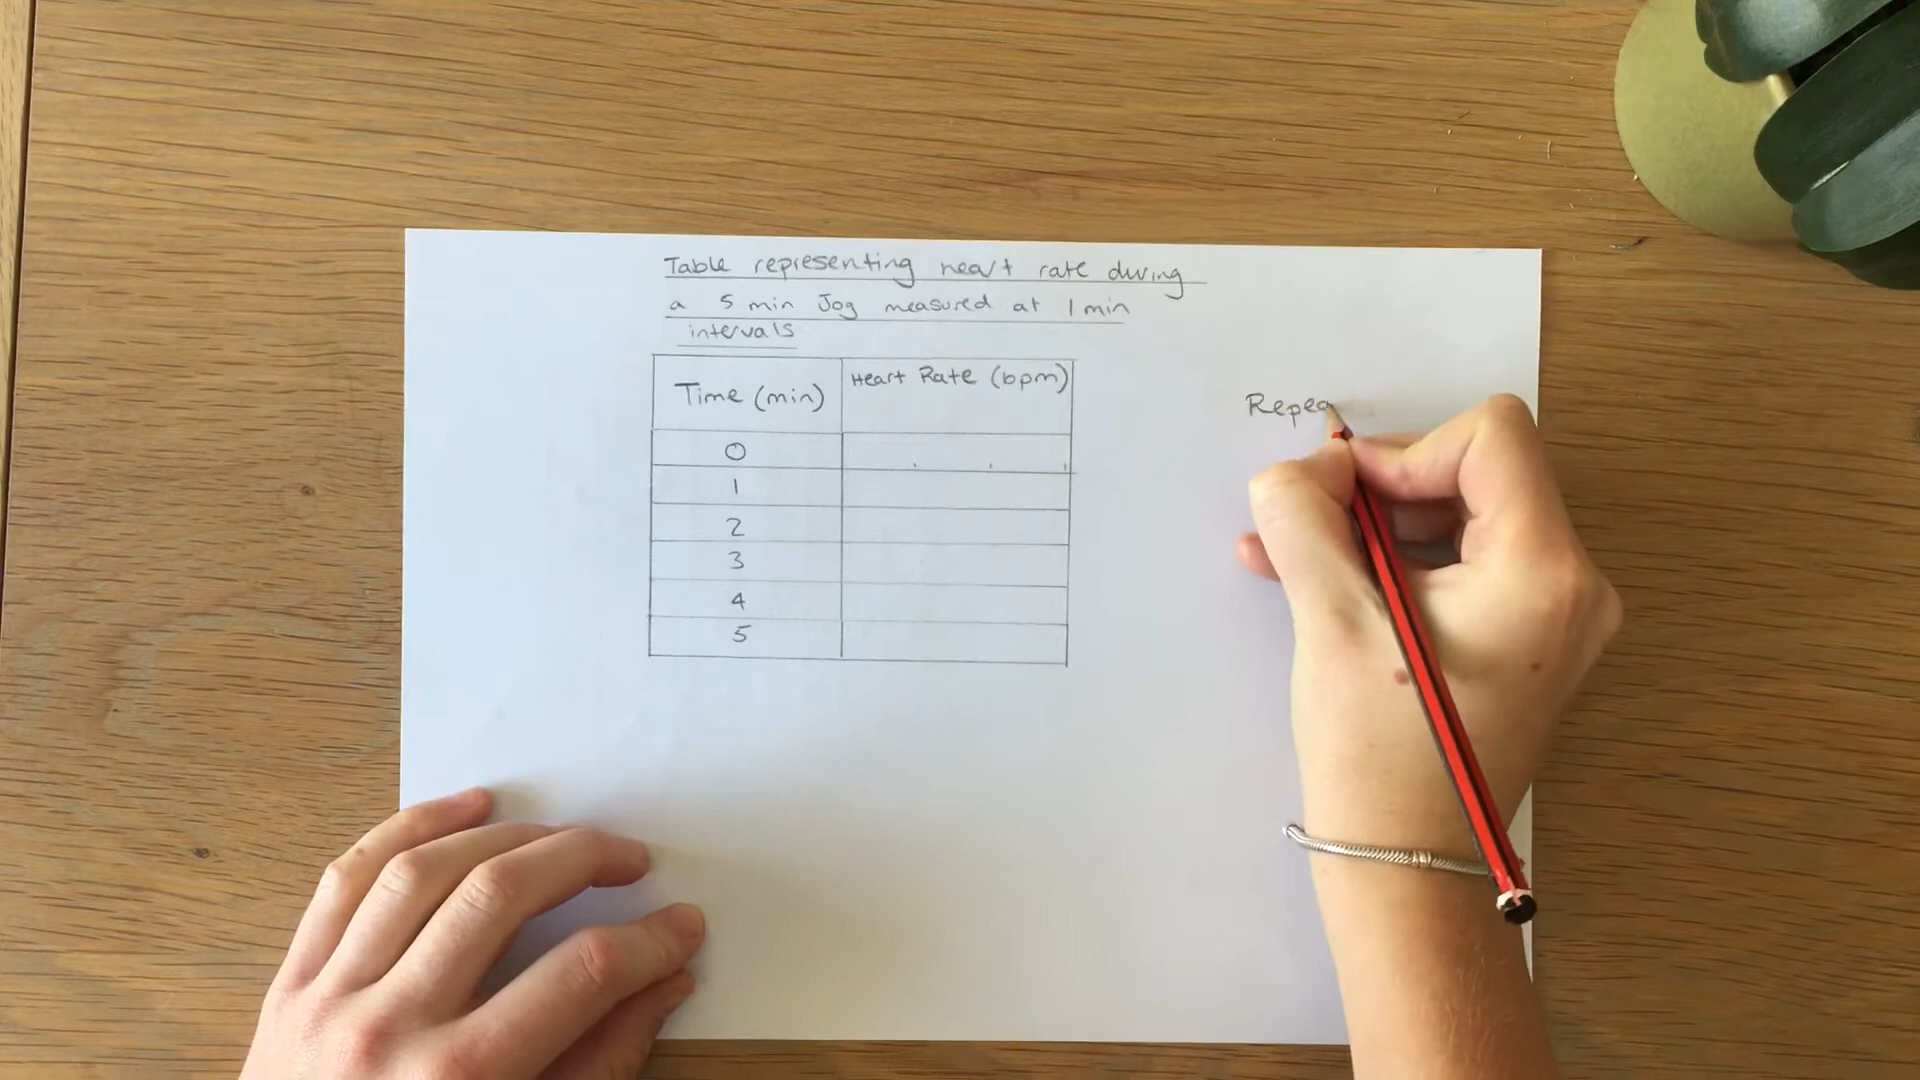 Table representing heart rate during
a 5 min Jog measured at 1 min
intervals
Time (min) Heart Rate (bpm)
0
1
2
3
4
5
Repea